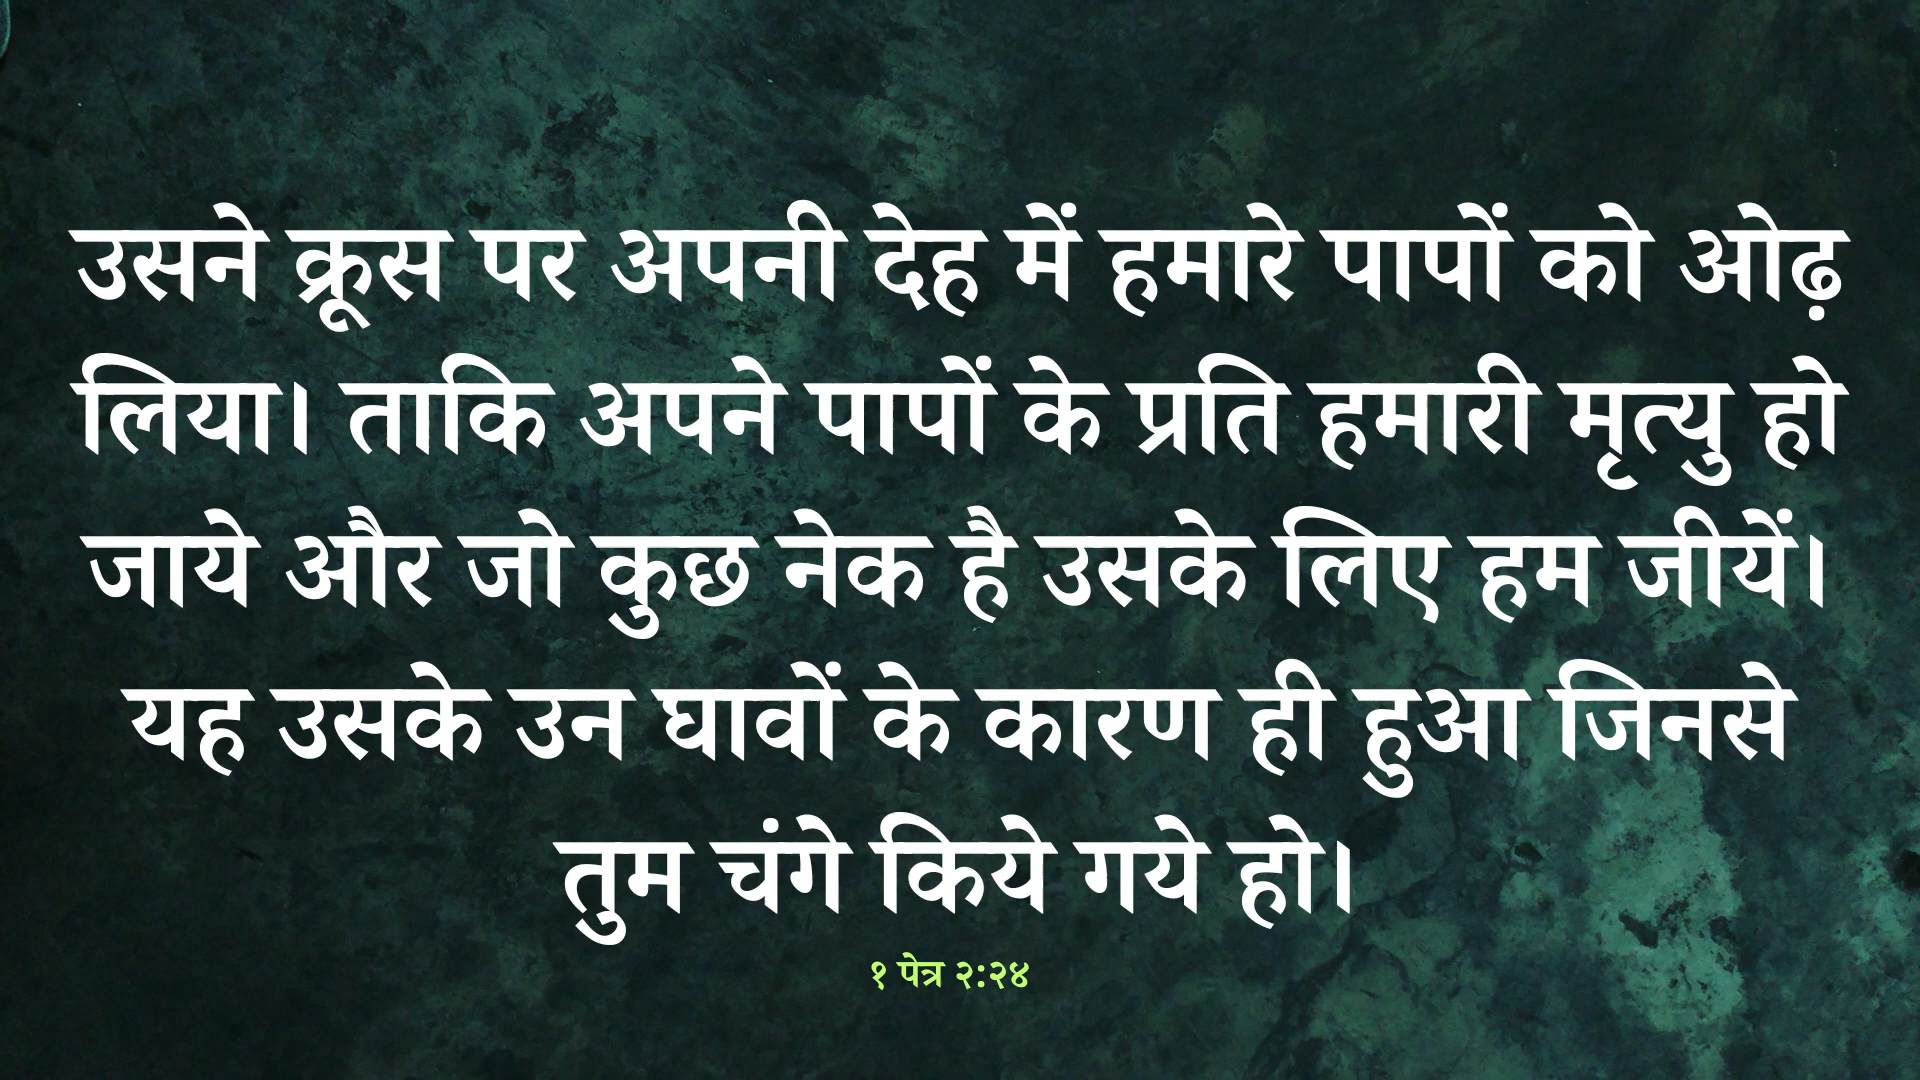 उसने क्रूस पर अपनी देह में हमारे पापों को ओढ़
लिया। ताकि अपने पापों के प्रति हमारी मृत्यु हो
जाये और जो कुछ नेक है उसके लिए हम जीयें।
यह उसके उन घावों के कारण ही हुआ जिनसे
तुम चंगे किये गये हो।
१ पेत्र २:२४